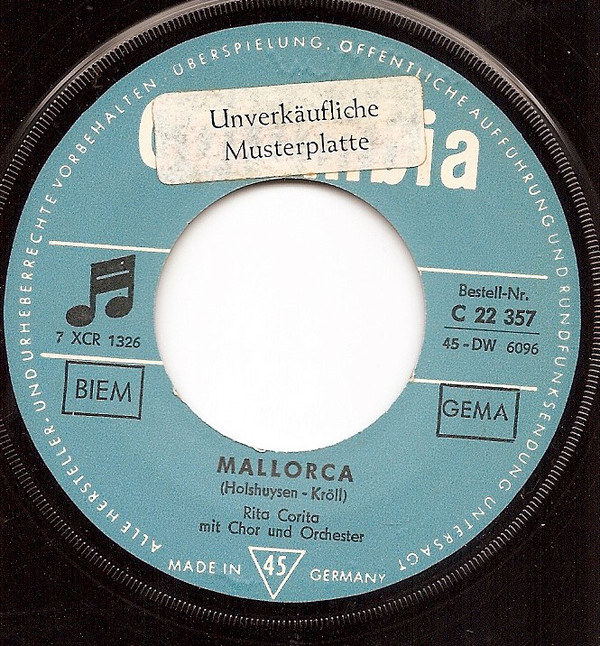 ALLE HERSTELLER- UND URHEBERRECHTE VORBEHALTEN · ÜBERSPIELUNG, ÖFFENTLICHE AUFFÜHRUNG UND RUNDFUNKSENDUNG UNTERSAGT
Unverkäufliche
Musterplatte
bia
7 XCR 1326
Bestell-Nr.
C 22 357
45-DW 6096
BIEM
GEMA
MALLORCA
(Holshuysen - Kröll)
Rita Corita
mit Chor und Orchester
MADE IN 45 GERMANY